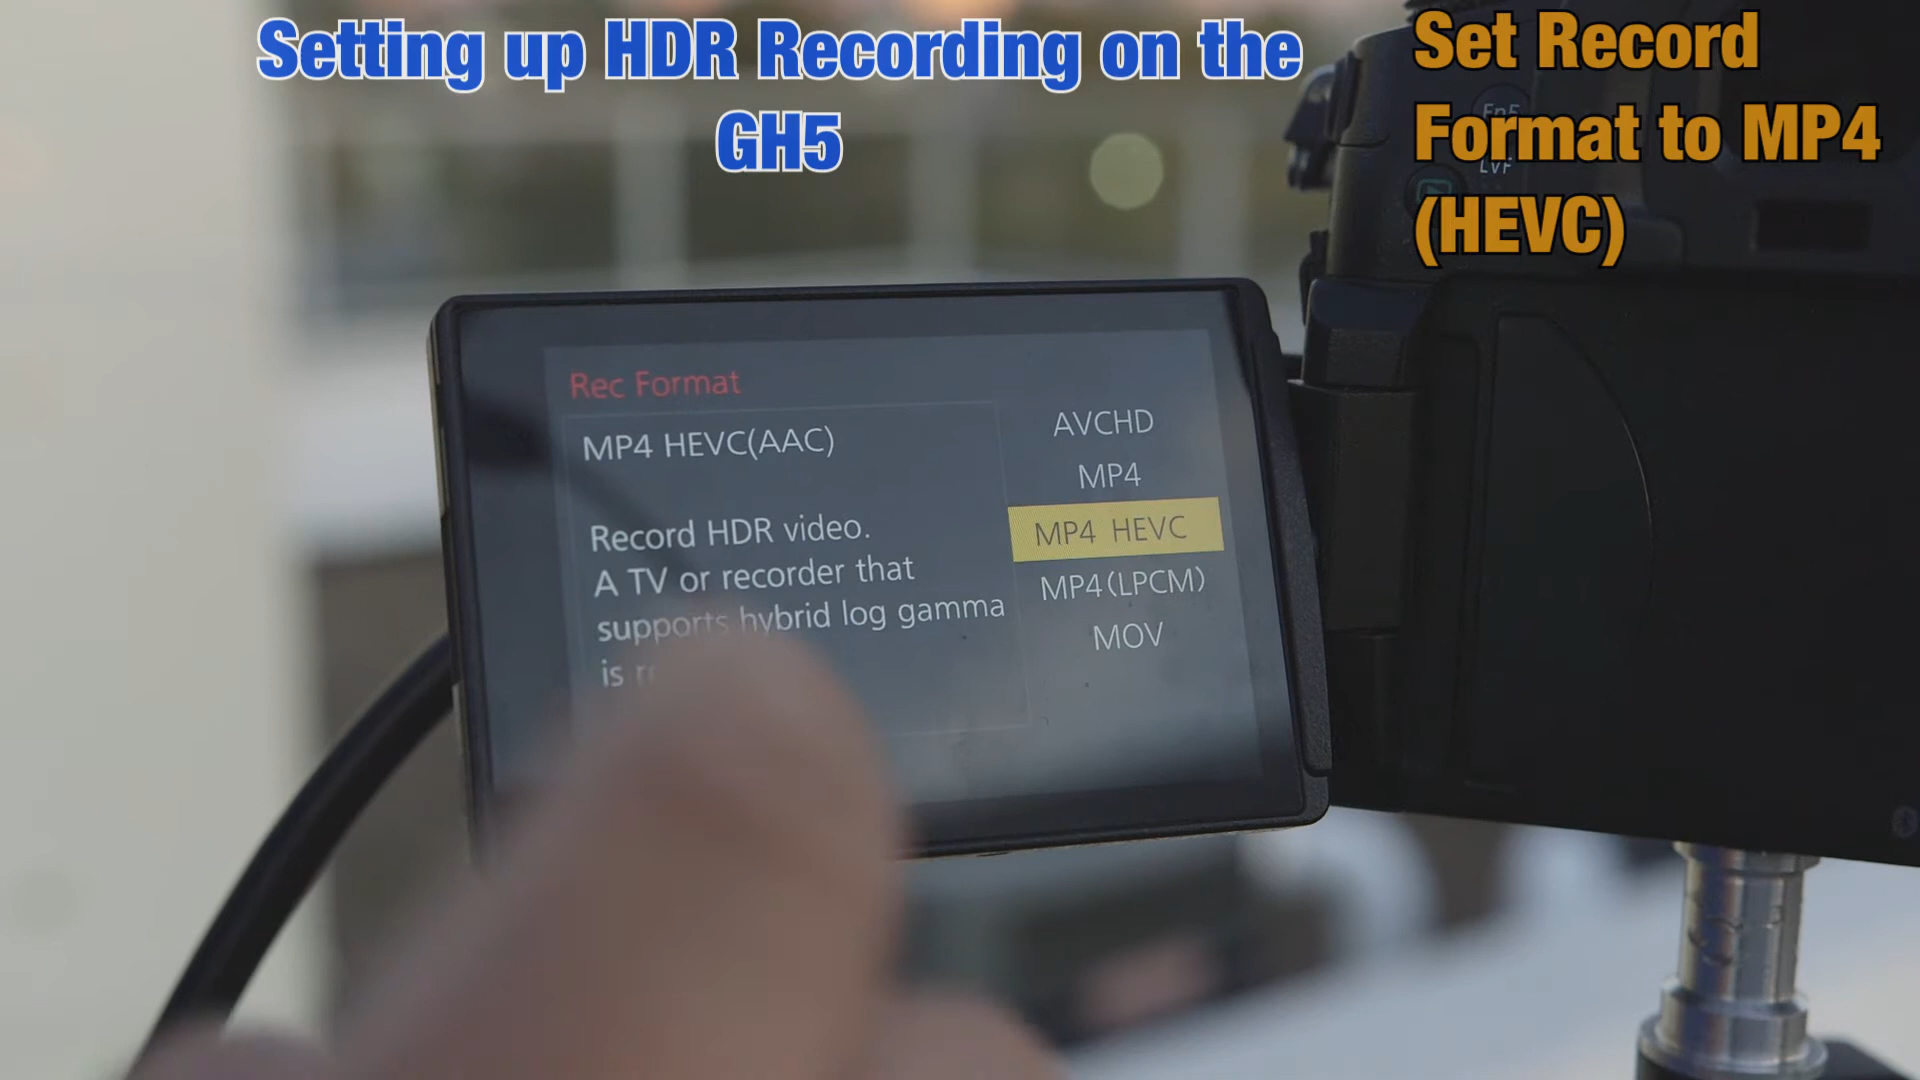 Setting up HDR Recording on the
GH5
Set Record
Format to MP4
(HEVC)
Rec Format
MP4 HEVC(AAC)
Record HDR video.
A TV or recorder that
supports hybrid log gamma
is
AVCHD
MP4
MP4 HEVC
MP4(LPCM)
MOV
LVF